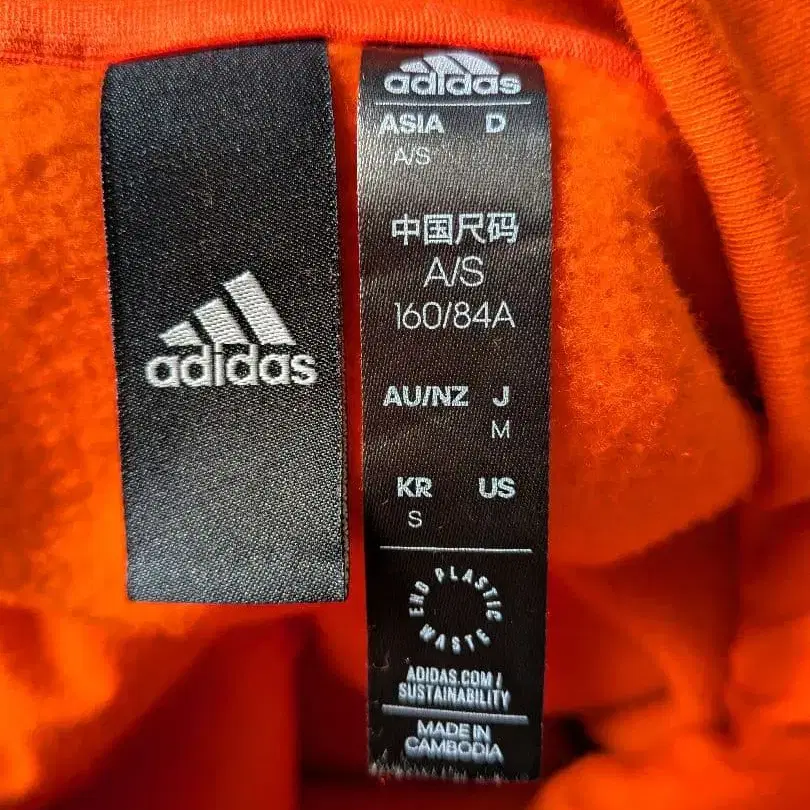 adidas
adidas
ASIA D
A/S
中国尺码
A/S
160/84A
AU/NZ J
M
KR US
S
END PLASTIC WASTE
ADIDAS.COM/
SUSTAINABILITY
MADE IN
CAMBODIA